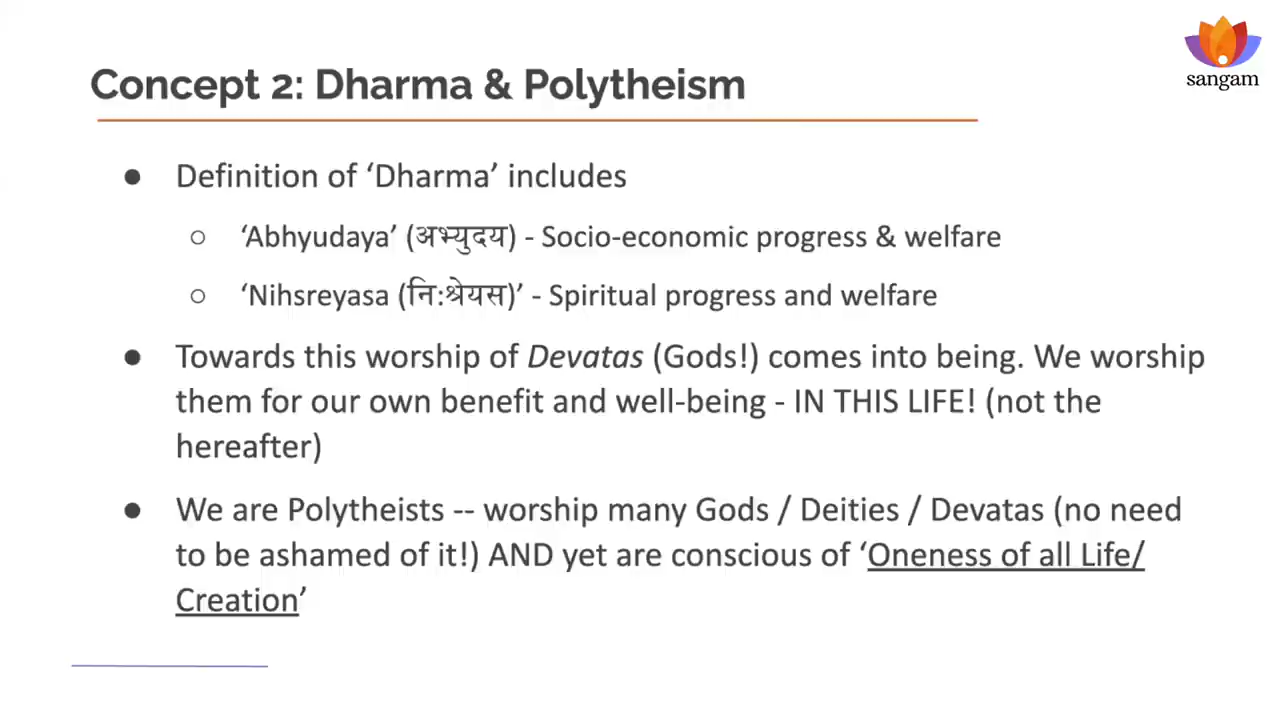 sangam
Concept 2: Dharma & Polytheism
● Definition of ‘Dharma’ includes
○ ‘Abhyudaya’ (अभ्युदय) - Socio-economic progress & welfare
○ ‘Nihsreyasa (नि:श्रेयस)’ - Spiritual progress and welfare
● Towards this worship of Devatas (Gods!) comes into being. We worship
them for our own benefit and well-being - IN THIS LIFE! (not the
hereafter)
● We are Polytheists -- worship many Gods / Deities / Devatas (no need
to be ashamed of it!) AND yet are conscious of ‘Oneness of all Life/
Creation’